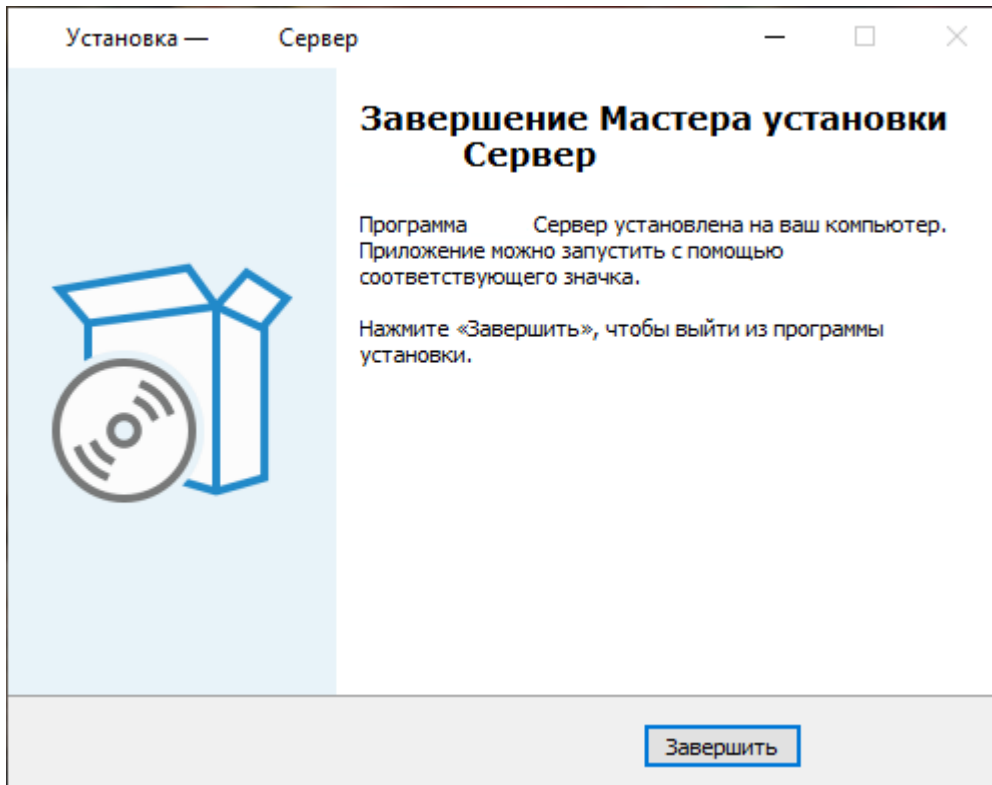 Установка — Сервер
Завершение Мастера установки
Сервер
Программа Сервер установлена на ваш компьютер.
Приложение можно запустить с помощью
соответствующего значка.
Нажмите «Завершить», чтобы выйти из программы
установки.
Завершить